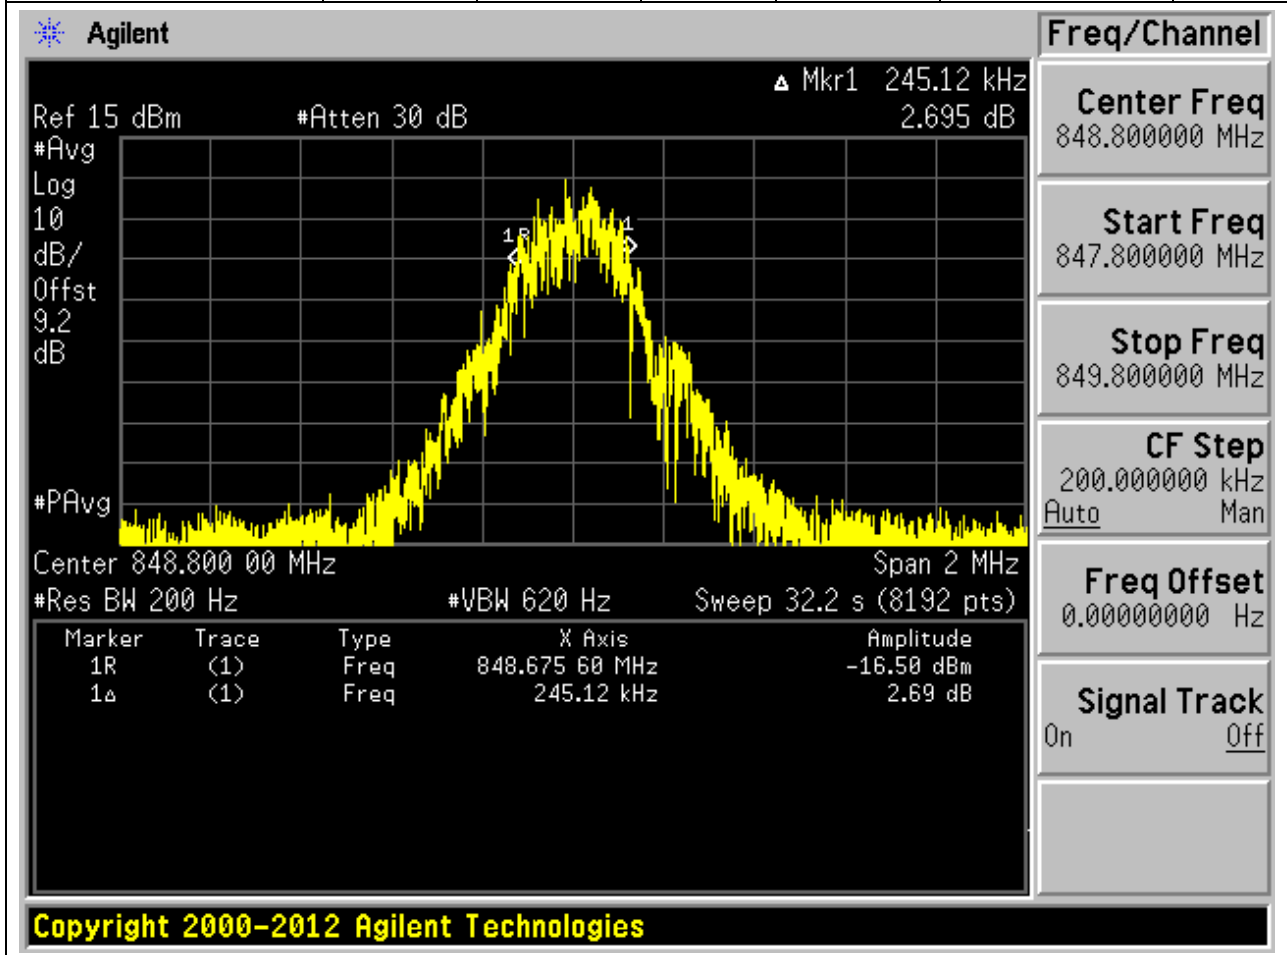 Agilent
Freq/Channel
Δ Mkr1 245.12 kHz
Ref 15 dBm #Atten 30 dB 2.695 dB
#Avg
Log
10
dB/
Offst
9.2
dB
1R
1
#PAvg
Center 848.800 00 MHz Span 2 MHz
#Res BW 200 Hz #VBW 620 Hz Sweep 32.2 s (8192 pts)
Marker Trace Type X Axis Amplitude
1R (1) Freq 848.675 60 MHz -16.50 dBm
1Δ (1) Freq 245.12 kHz 2.69 dB
Center Freq
848.800000 MHz
Start Freq
847.800000 MHz
Stop Freq
849.800000 MHz
CF Step
200.000000 kHz
Auto Man
Freq Offset
0.00000000 Hz
Signal Track
On Off
Copyright 2000-2012 Agilent Technologies